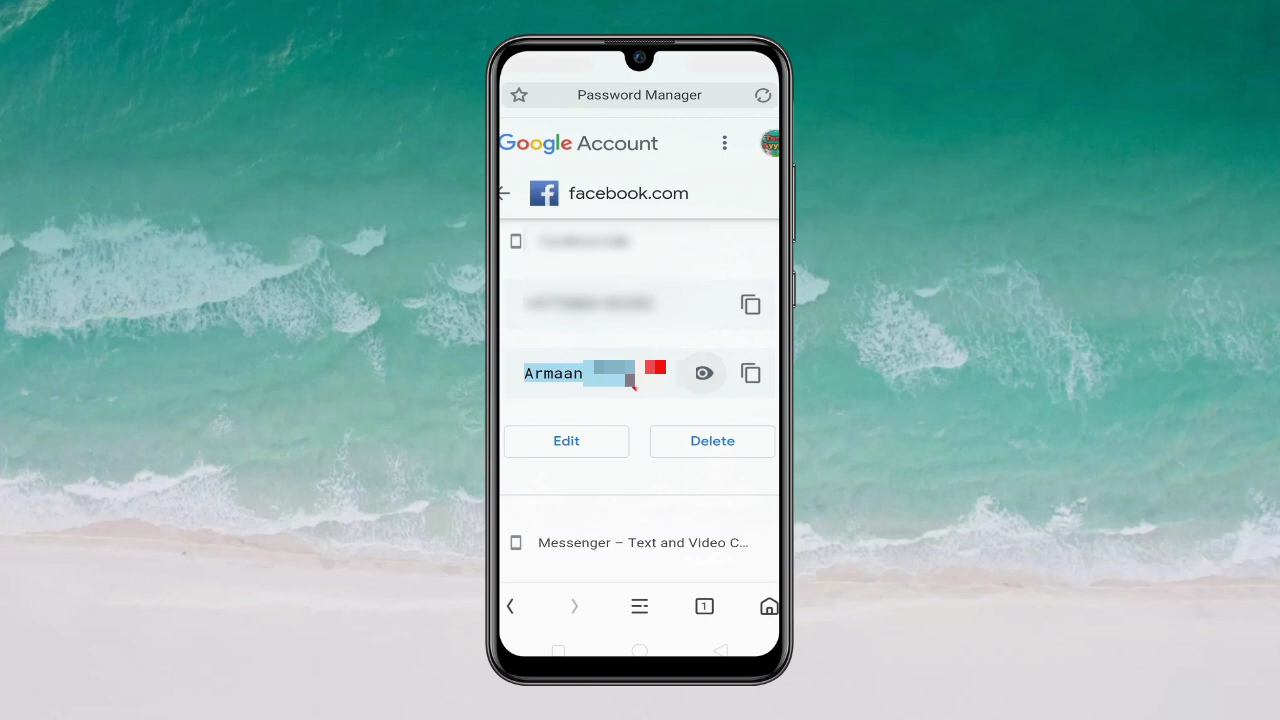 Password Manager
Google Account
facebook.com
Armaan
Edit
Delete
Messenger – Text and Video C...
1